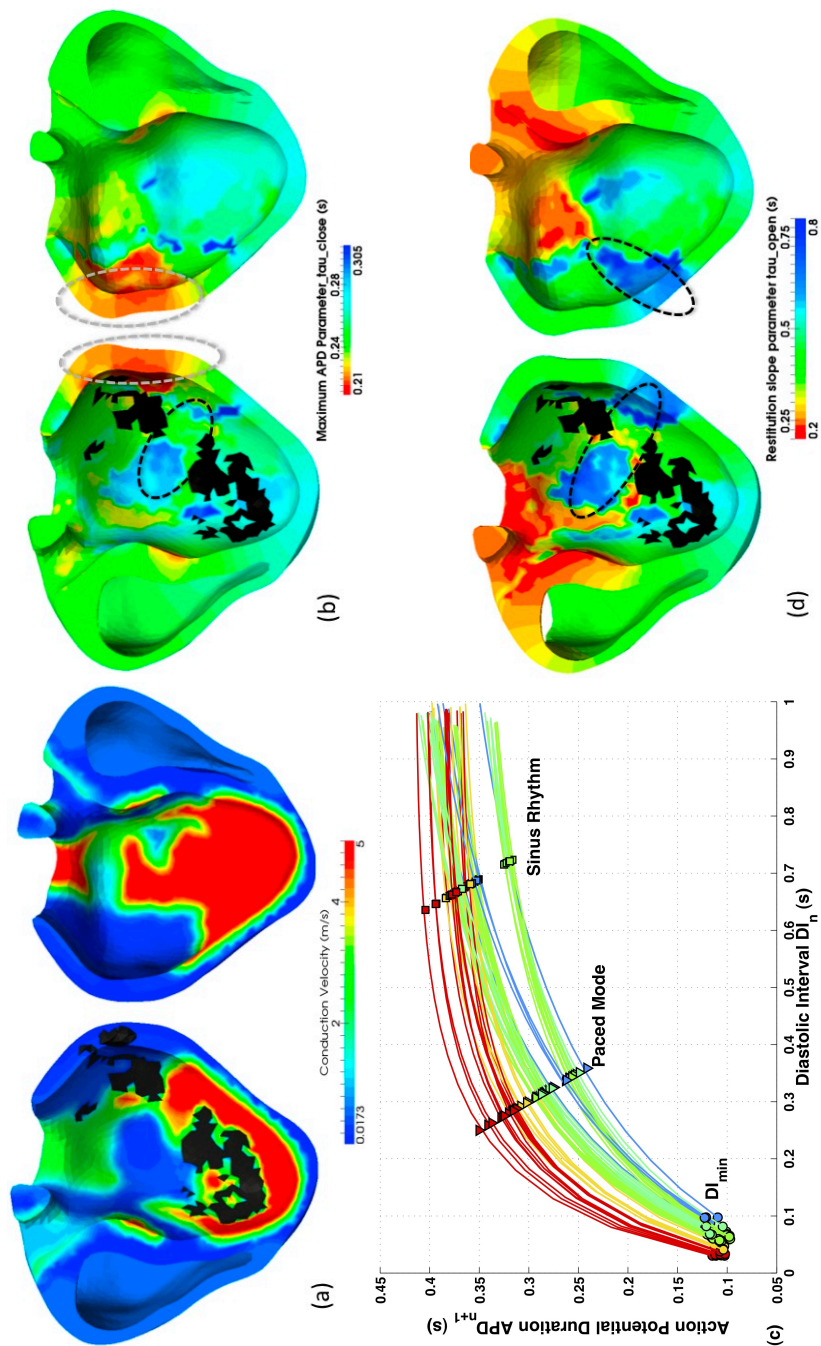 (a)
Conduction Velocity (m/s)
0.0173 2 4 5
(b)
Maximum APD Parameter_tau_close (s)
0.21 0.24 0.28 0.305
(c)
Action Potential Duration APDn+1 (s)
0.45
0.4
0.35
0.3
0.25
0.2
0.15
0.1
0.05
Sinus Rhythm
Paced Mode
DImin
0 0.1 0.2 0.3 0.4 0.5 0.6 0.7 0.8 0.9 1
Diastolic Interval DIn (s)
(d)
Restitution slope parameter tau_open (s)
0.2 0.25 0.5 0.75 0.8